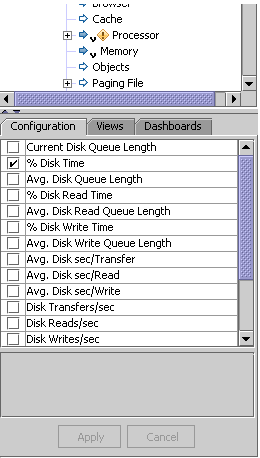 Browser
Cache
Processor
Memory
Objects
Paging File
Configuration Views Dashboards
Current Disk Queue Length
% Disk Time
Avg. Disk Queue Length
% Disk Read Time
Avg. Disk Read Queue Length
% Disk Write Time
Avg. Disk Write Queue Length
Avg. Disk sec/Transfer
Avg. Disk sec/Read
Avg. Disk sec/Write
Disk Transfers/sec
Disk Reads/sec
Disk Writes/sec
Apply Cancel